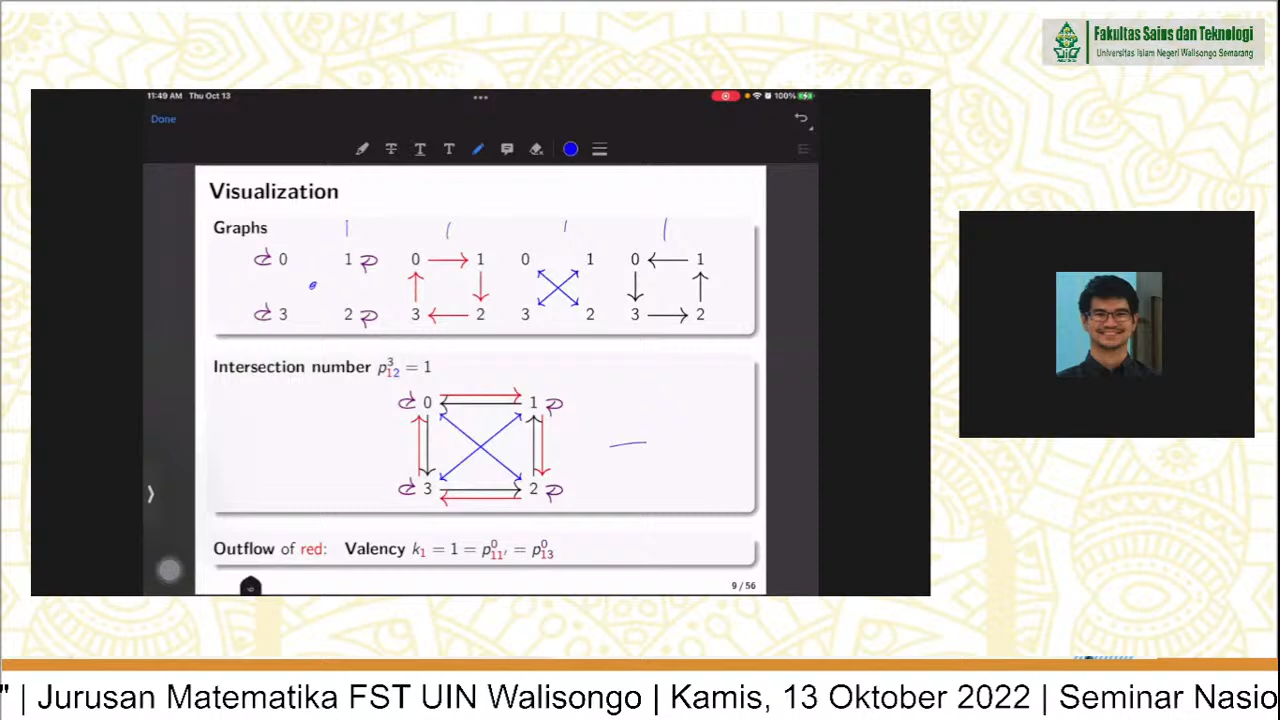 Fakultas Sains dan Teknologi
Universitas Islam Negeri Walisongo Semarang
11:49 AM Thu Oct 13
100%
Done
T T T
Visualization
Graphs
0 1 0 1 0 1 0 1
3 2 3 2 3 2 3 2
Intersection number p³₁₂ = 1
0 1
3 2
Outflow of red: Valency k₁ = 1 = p⁰₁₁′ = p⁰₁₃
9 / 56
" | Jurusan Matematika FST UIN Walisongo | Kamis, 13 Oktober 2022 | Seminar Nasio